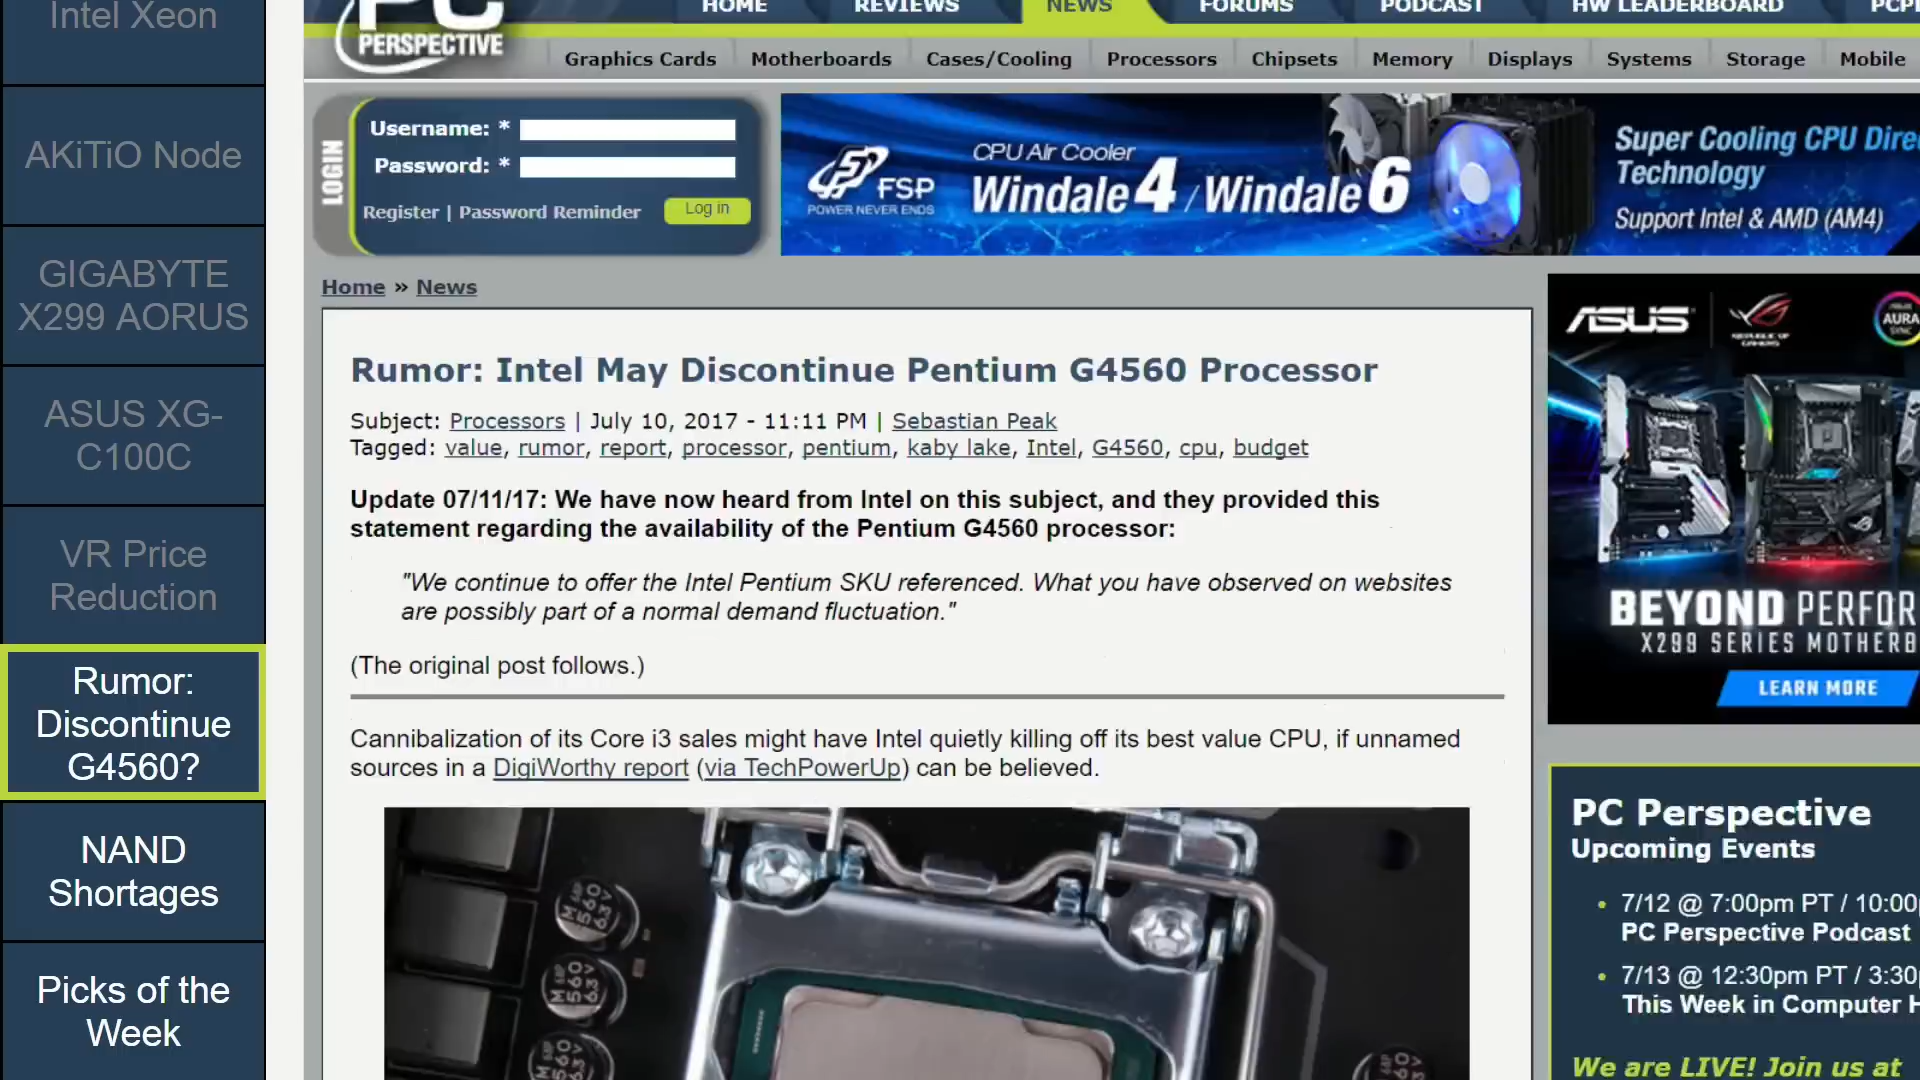 Intel Xeon
AKiTiO Node
GIGABYTE
X299 AORUS
ASUS XG-
C100C
VR Price
Reduction
Rumor:
Discontinue
G4560?
NAND
Shortages
Picks of the
Week
PC
PERSPECTIVE
HOME REVIEWS NEWS FORUMS PODCAST HW LEADERBOARD
Graphics Cards Motherboards Cases/Cooling Processors Chipsets Memory Displays Systems Storage Mobile
LOGIN
Username: *
Password: *
Register | Password Reminder Log in
FSP
POWER NEVER ENDS
CPU Air Cooler
Windale 4 / Windale 6
Super Cooling CPU
Technology
Support Intel & AMD (AM4)
Home » News
Rumor: Intel May Discontinue Pentium G4560 Processor
Subject: Processors | July 10, 2017 - 11:11 PM | Sebastian Peak
Tagged: value, rumor, report, processor, pentium, kaby lake, Intel, G4560, cpu, budget
Update 07/11/17: We have now heard from Intel on this subject, and they provided this
statement regarding the availability of the Pentium G4560 processor:
"We continue to offer the Intel Pentium SKU referenced. What you have observed on websites
are possibly part of a normal demand fluctuation."
(The original post follows.)
Cannibalization of its Core i3 sales might have Intel quietly killing off its best value CPU, if unnamed
sources in a DigiWorthy report (via TechPowerUp) can be believed.
560
63V
560
63V
560
ASUS
REPUBLIC OF
GAMERS
AURA
SYNC
BEYOND
X299 SERIES
LEARN MORE
PC Perspective
Upcoming Events
7/12 @ 7:00pm PT /
PC Perspective Podcast
7/13 @ 12:30pm PT /
This Week in Computer
We are LIVE! Join us at